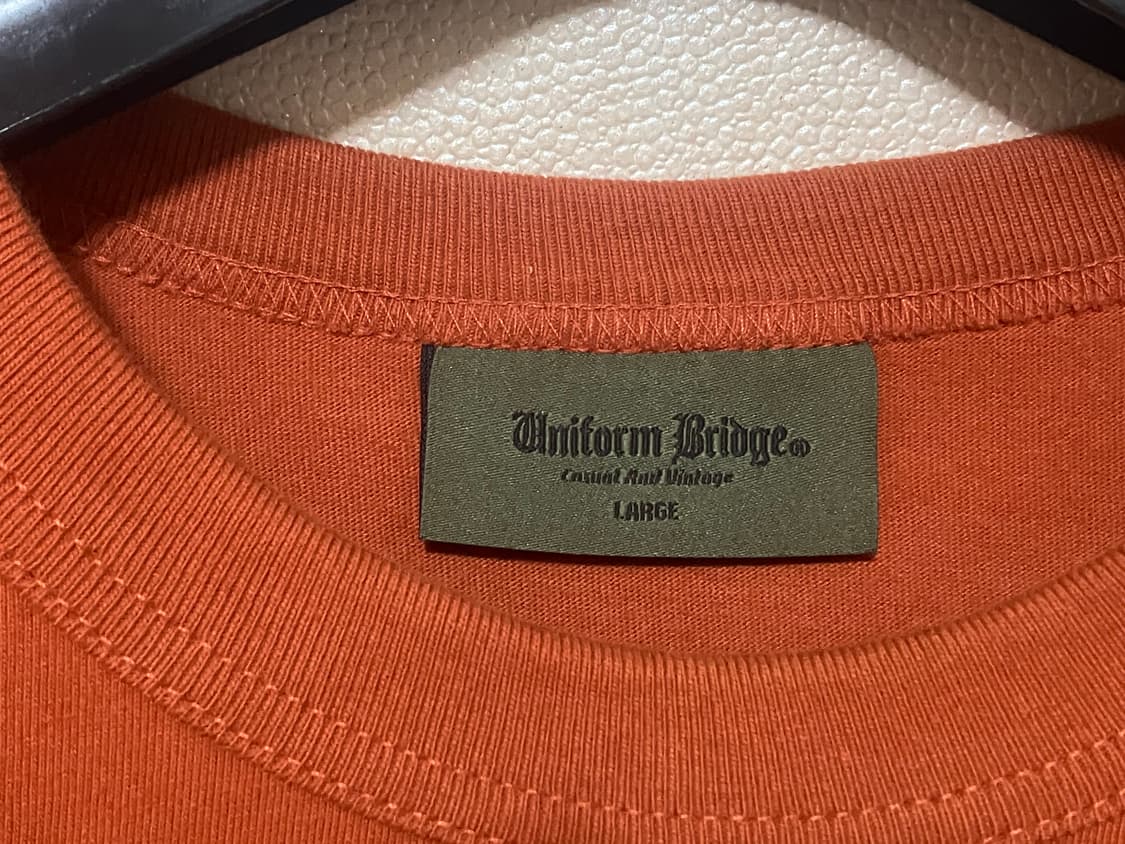 Uniform Bridge®
Casual And Vintage
LARGE